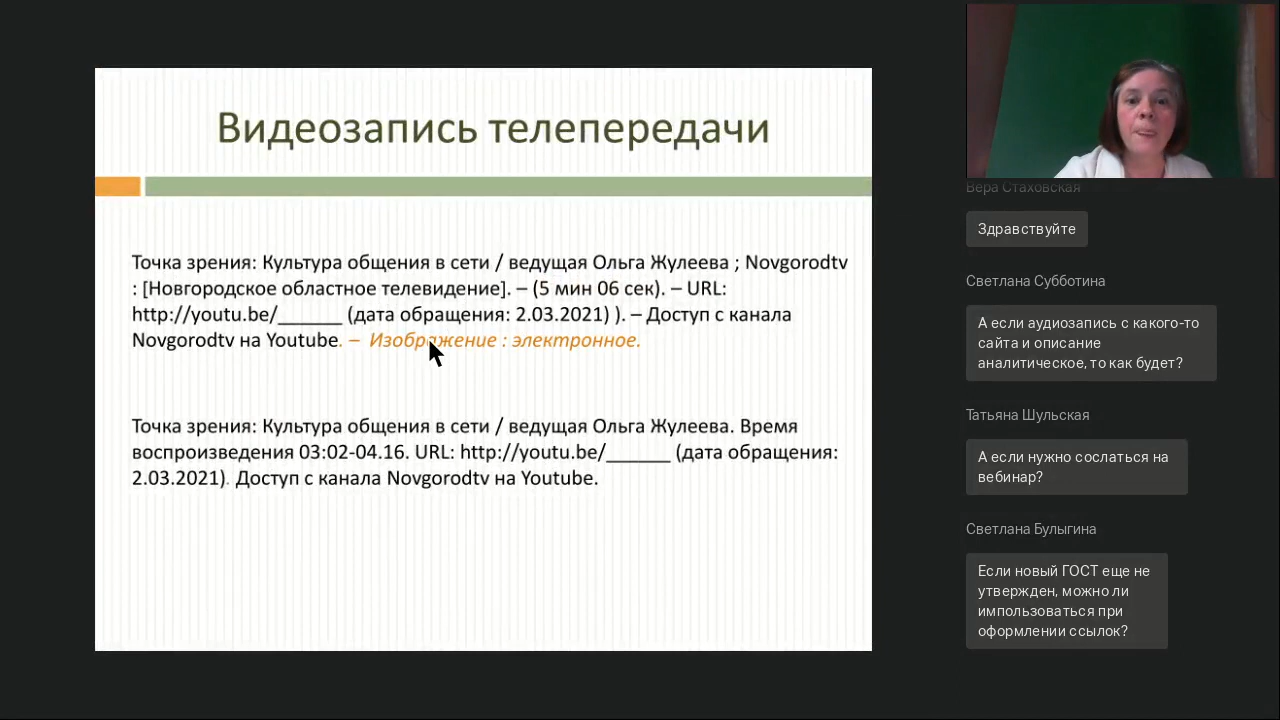 Видеозапись телепередачи
Точка зрения: Культура общения в сети / ведущая Ольга Жулеева ; Novgorodtv
: [Новгородское областное телевидение]. – (5 мин 06 сек). – URL:
http://youtu.be/______ (дата обращения: 2.03.2021) ). – Доступ с канала
Novgorodtv на Youtube. – Изображение : электронное.
Точка зрения: Культура общения в сети / ведущая Ольга Жулеева. Время
воспроизведения 03:02-04.16. URL: http://youtu.be/______ (дата обращения:
2.03.2021). Доступ с канала Novgorodtv на Youtube.
Вера Стаховская
Здравствуйте
Светлана Субботина
А если аудиозапись с какого-то
сайта и описание
аналитическое, то как будет?
Татьяна Шульская
А если нужно сослаться на
вебинар?
Светлана Булыгина
Если новый ГОСТ еще не
утвержден, можно ли
импользоваться при
оформлении ссылок?